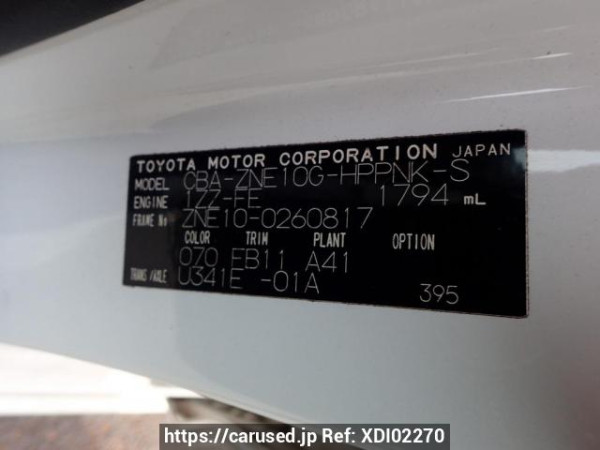 TOYOTA MOTOR CORPORATION JAPAN
MODEL CBA-ZNE10G-HPPNK-S
ENGINE 1ZZ-FE 1794 mL
FRAME No ZNE10-0260817
COLOR TRIM PLANT OPTION
070 FB11 A41
TRANS/AXLE U341E -01A
395
https://carused.jp Ref: XDI02270